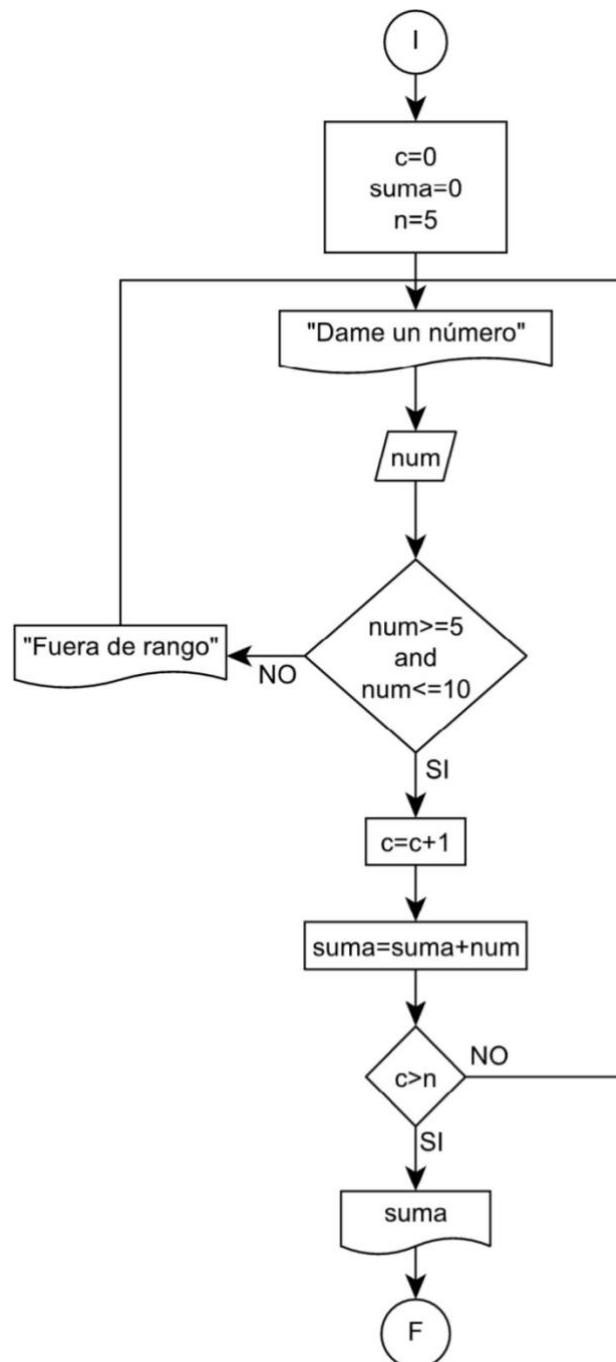 I
c=0
suma=0
n=5
"Dame un número"
num
num>=5
and
num<=10
"Fuera de rango"
NO
SI
c=c+1
suma=suma+num
c>n
NO
SI
suma
F